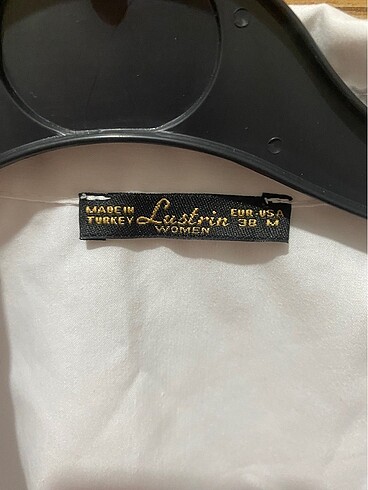 MADE IN
TURKEY
Lustrin
WOMEN
EUR-USA
38 M